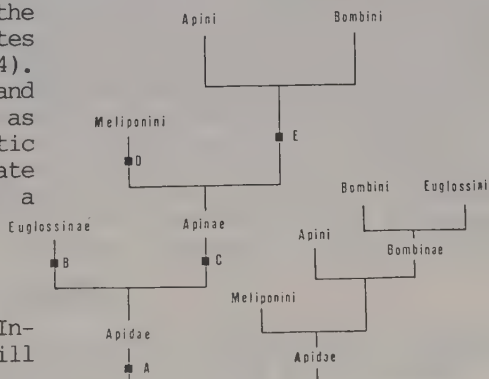 the
tes
4).
and
as
tic
ate
a
In-
ill
Apini
Bombini
E
Meliponini
D
Euglossinae
Apinae
B
C
Apidae
A
Bombini
Euglossini
Bombinae
Apini
Meliponini
Apidae